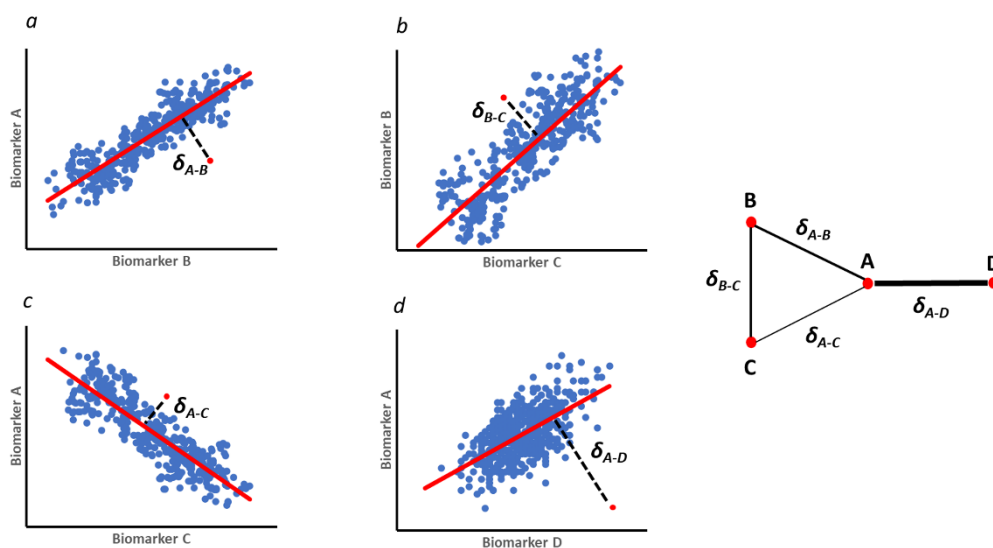 a
Biomarker A
δA-B
Biomarker B
b
Biomarker B
δB-C
Biomarker C
c
Biomarker A
δA-C
Biomarker C
d
Biomarker A
δA-D
Biomarker D
B
δA-B
A
D
δB-C
δA-D
δA-C
C